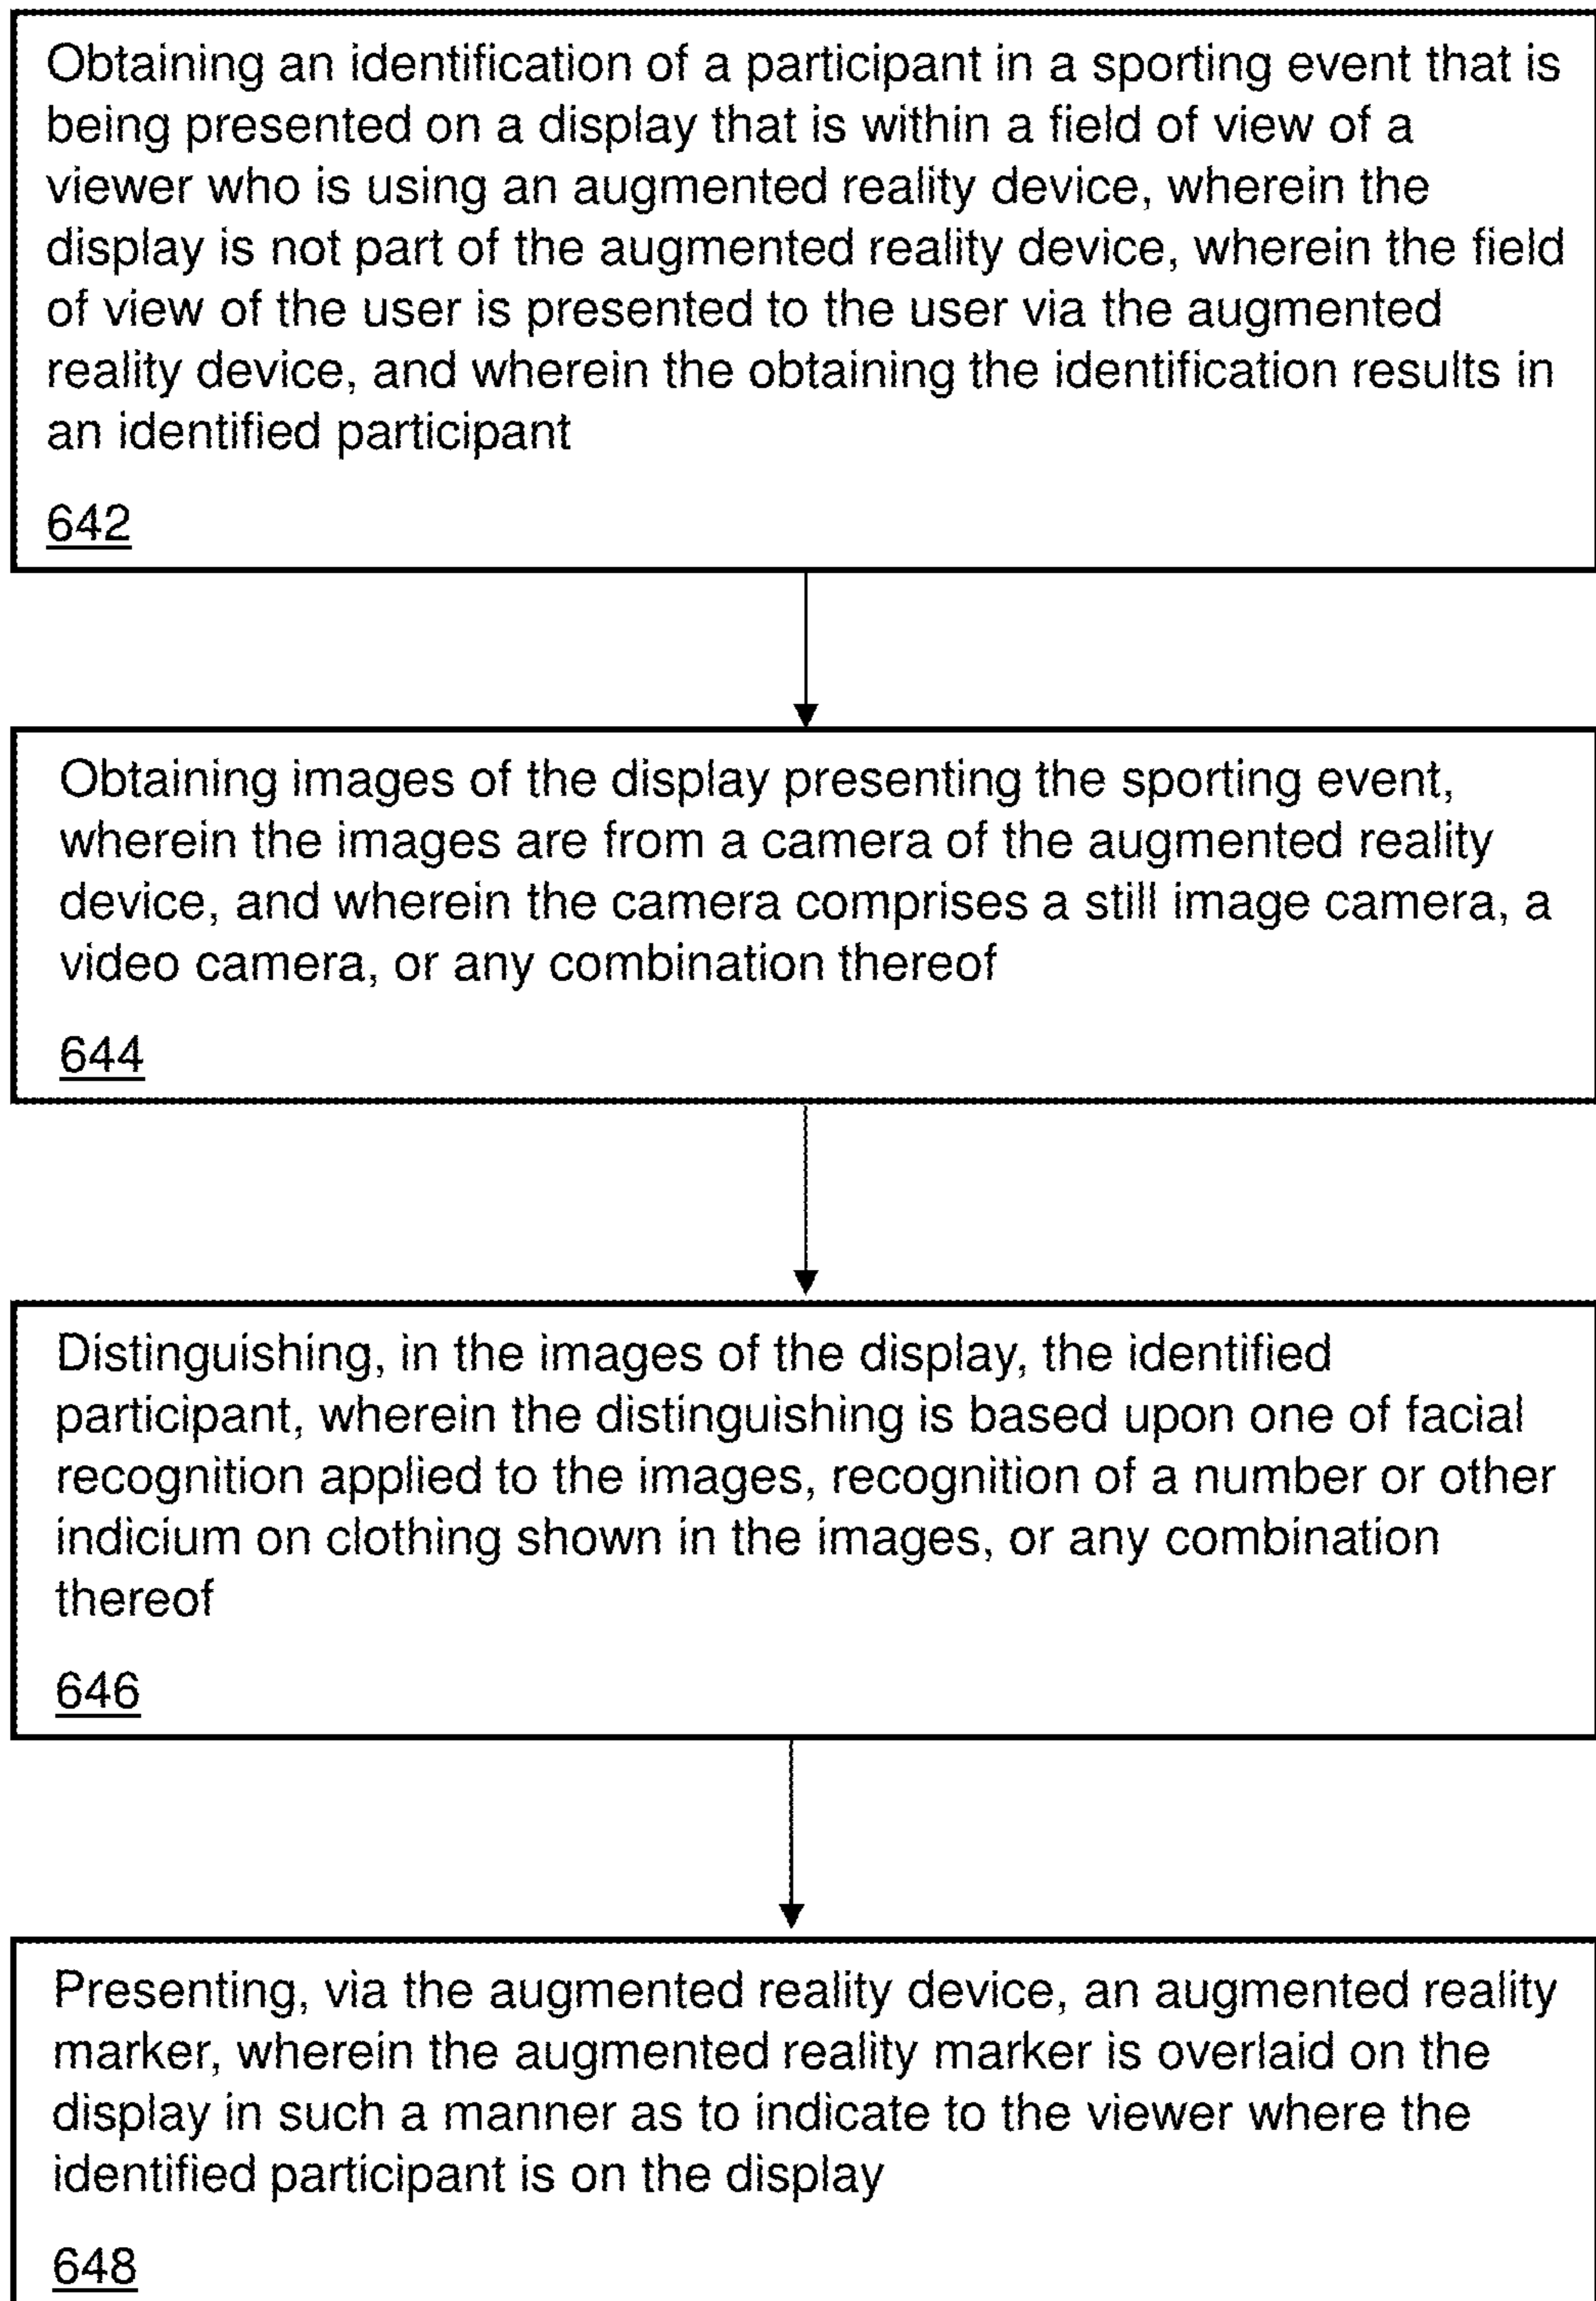 Obtaining an identification of a participant in a sporting event that is
being presented on a display that is within a field of view of a
viewer who is using an augmented reality device, wherein the
display is not part of the augmented reality device, wherein the field
of view of the user is presented to the user via the augmented
reality device, and wherein the obtaining the identification results in
an identified participant
642
Obtaining images of the display presenting the sporting event,
wherein the images are from a camera of the augmented reality
device, and wherein the camera comprises a still image camera, a
video camera, or any combination thereof
644
Distinguishing, in the images of the display, the identified
participant, wherein the distinguishing is based upon one of facial
recognition applied to the images, recognition of a number or other
indicium on clothing shown in the images, or any combination
thereof
646
Presenting, via the augmented reality device, an augmented reality
marker, wherein the augmented reality marker is overlaid on the
display in such a manner as to indicate to the viewer where the
identified participant is on the display
648